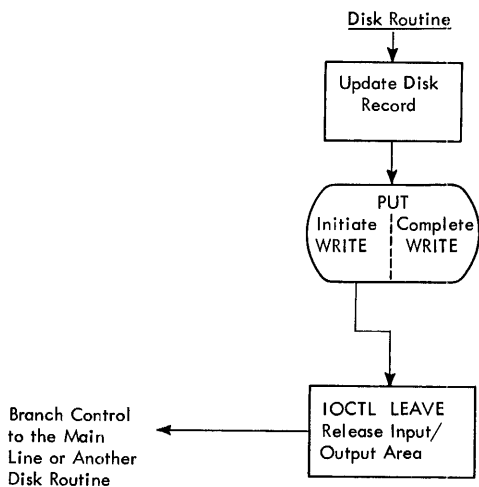 Disk Routine
Update Disk
Record
PUT
Initiate Complete
WRITE WRITE
IOCTL LEAVE
Release Input/
Output Area
Branch Control
to the Main
Line or Another
Disk Routine